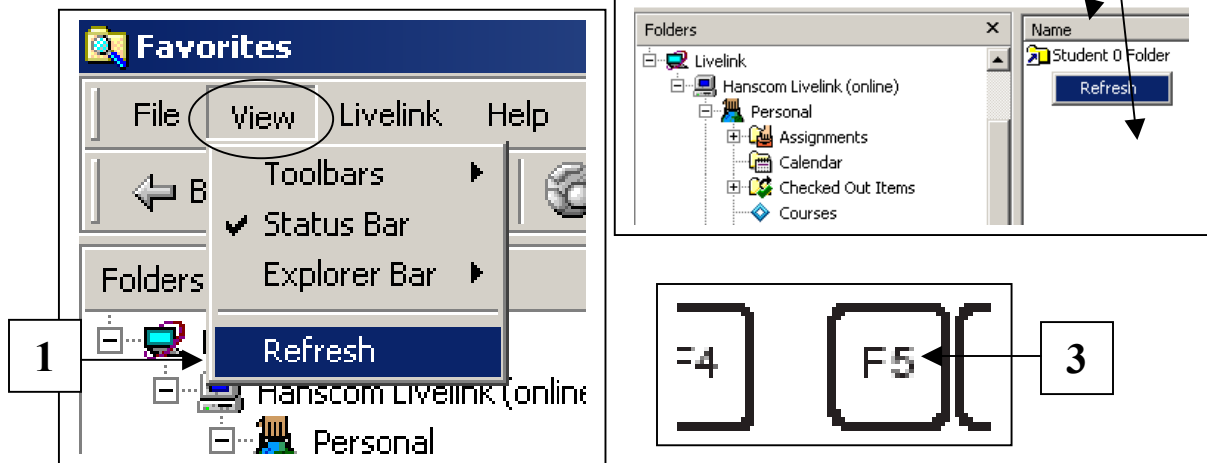 Favorites
File View Livelink Help
B
Toolbars
Status Bar
Explorer Bar
Refresh
Folders
Hanscom Livelink (online
Personal
1
Folders
Name
Livelink
Hanscom Livelink (online)
Personal
Assignments
Calendar
Checked Out Items
Courses
Student 0 Folder
Refresh
F4
F5
3